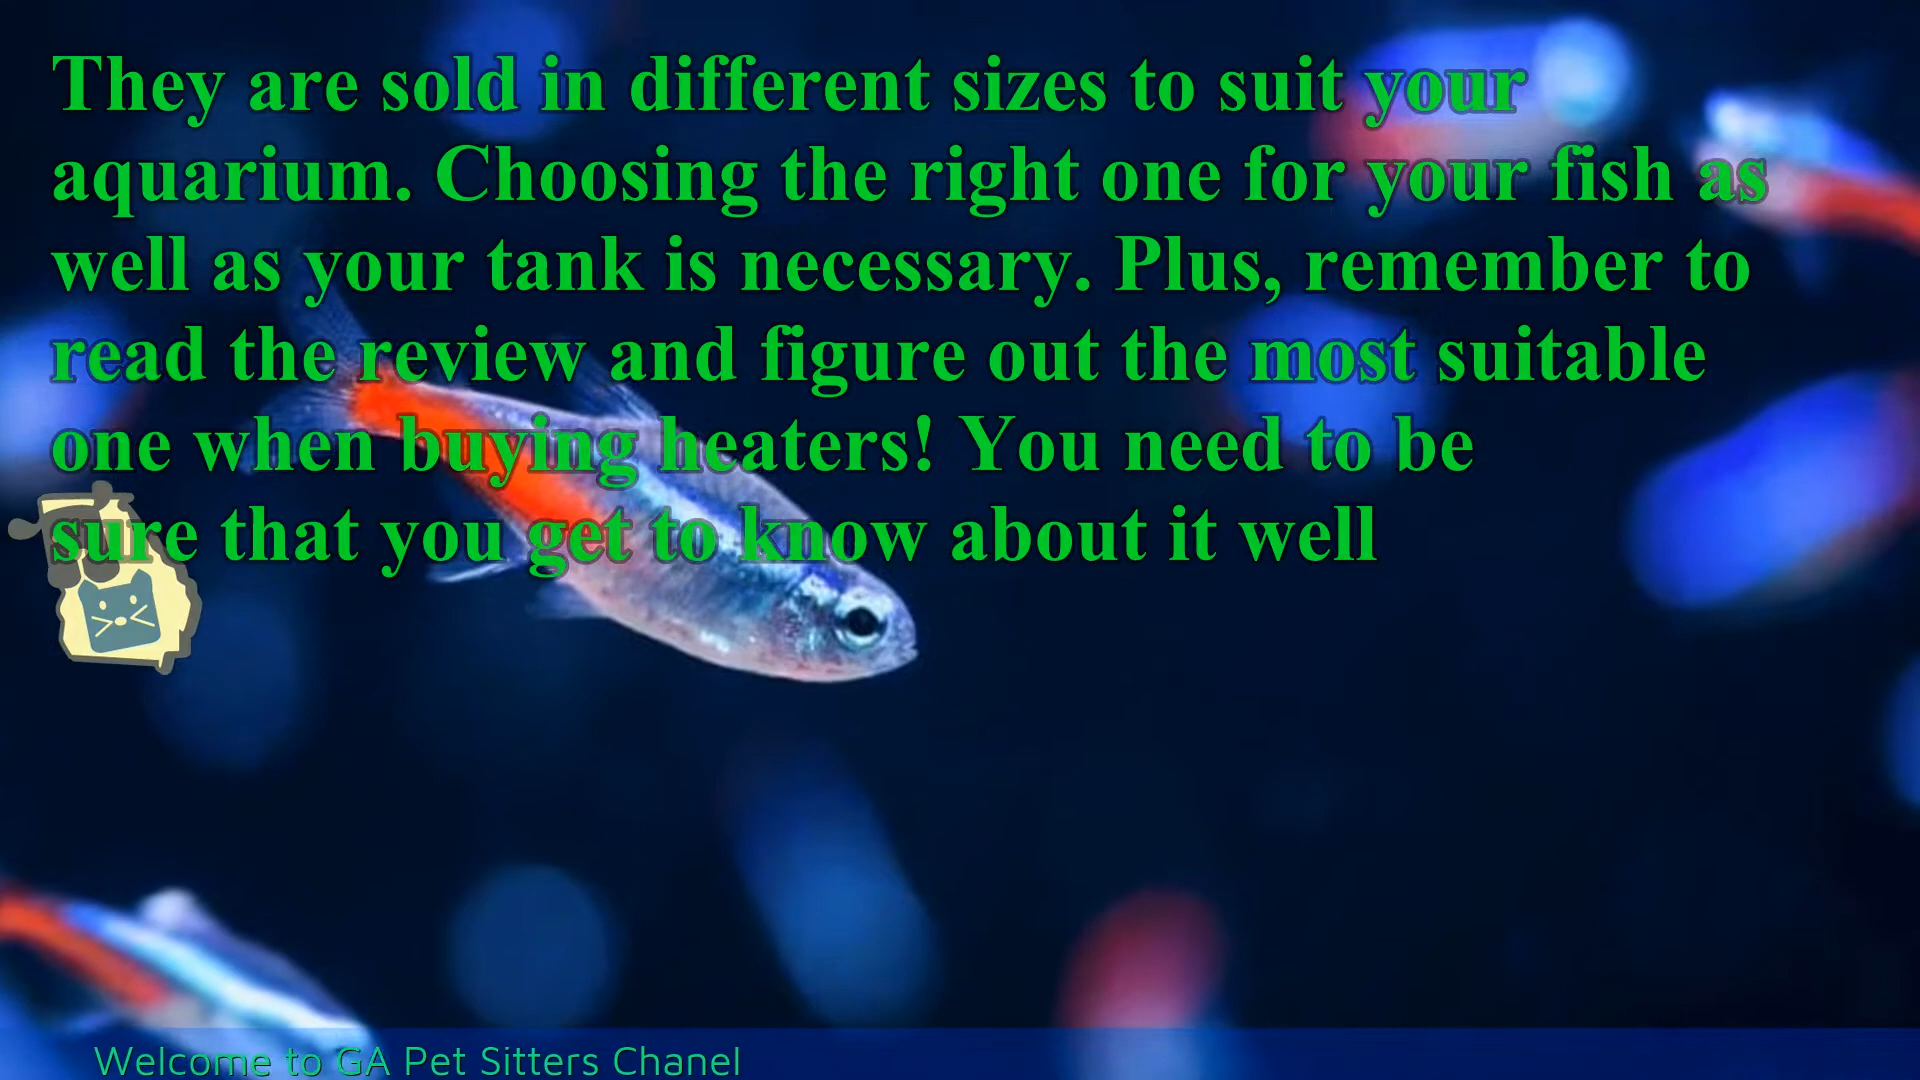 They are sold in different sizes to suit your
aquarium. Choosing the right one for your fish as
well as your tank is necessary. Plus, remember to
read the review and figure out the most suitable
one when buying heaters! You need to be
sure that you get to know about it well
Welcome to GA Pet Sitters Chanel